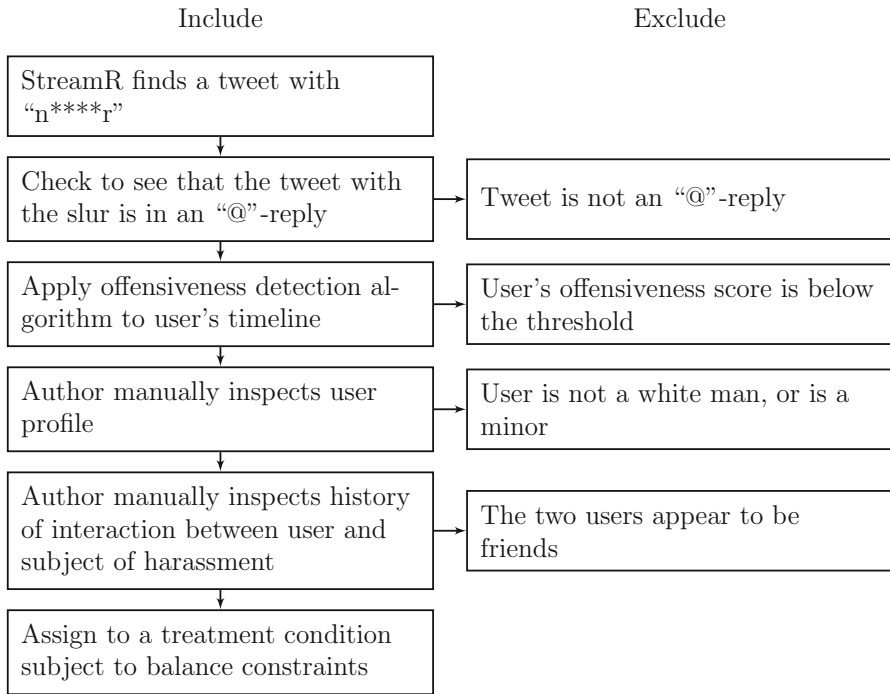 Include
Exclude
StreamR finds a tweet with
“n****r”
Check to see that the tweet with
the slur is in an “@”-reply
Tweet is not an “@”-reply
Apply offensiveness detection al-
gorithm to user’s timeline
User’s offensiveness score is below
the threshold
Author manually inspects user
profile
User is not a white man, or is a
minor
Author manually inspects history
of interaction between user and
subject of harassment
The two users appear to be
friends
Assign to a treatment condition
subject to balance constraints